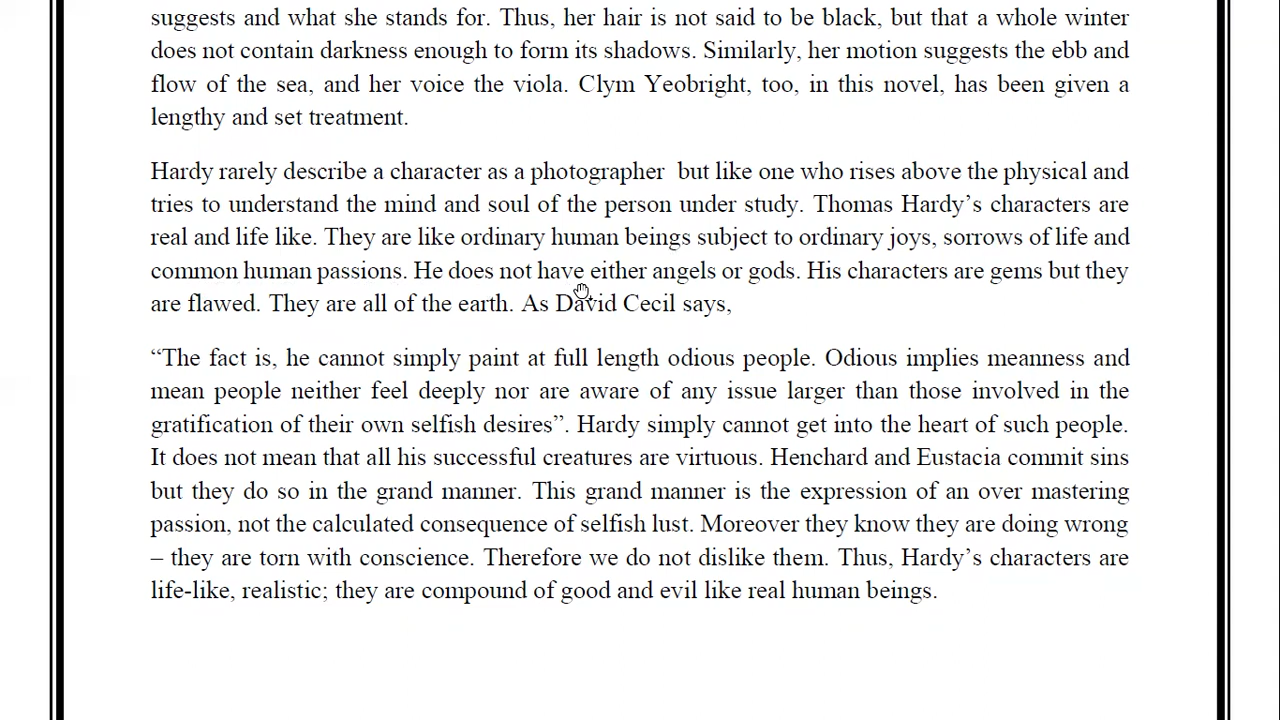 suggests and what she stands for. Thus, her hair is not said to be black, but that a whole winter
does not contain darkness enough to form its shadows. Similarly, her motion suggests the ebb and
flow of the sea, and her voice the viola. Clym Yeobright, too, in this novel, has been given a
lengthy and set treatment.
Hardy rarely describe a character as a photographer but like one who rises above the physical and
tries to understand the mind and soul of the person under study. Thomas Hardy’s characters are
real and life like. They are like ordinary human beings subject to ordinary joys, sorrows of life and
common human passions. He does not have either angels or gods. His characters are gems but they
are flawed. They are all of the earth. As David Cecil says,
“The fact is, he cannot simply paint at full length odious people. Odious implies meanness and
mean people neither feel deeply nor are aware of any issue larger than those involved in the
gratification of their own selfish desires”. Hardy simply cannot get into the heart of such people.
It does not mean that all his successful creatures are virtuous. Henchard and Eustacia commit sins
but they do so in the grand manner. This grand manner is the expression of an over mastering
passion, not the calculated consequence of selfish lust. Moreover they know they are doing wrong
– they are torn with conscience. Therefore we do not dislike them. Thus, Hardy’s characters are
life-like, realistic; they are compound of good and evil like real human beings.